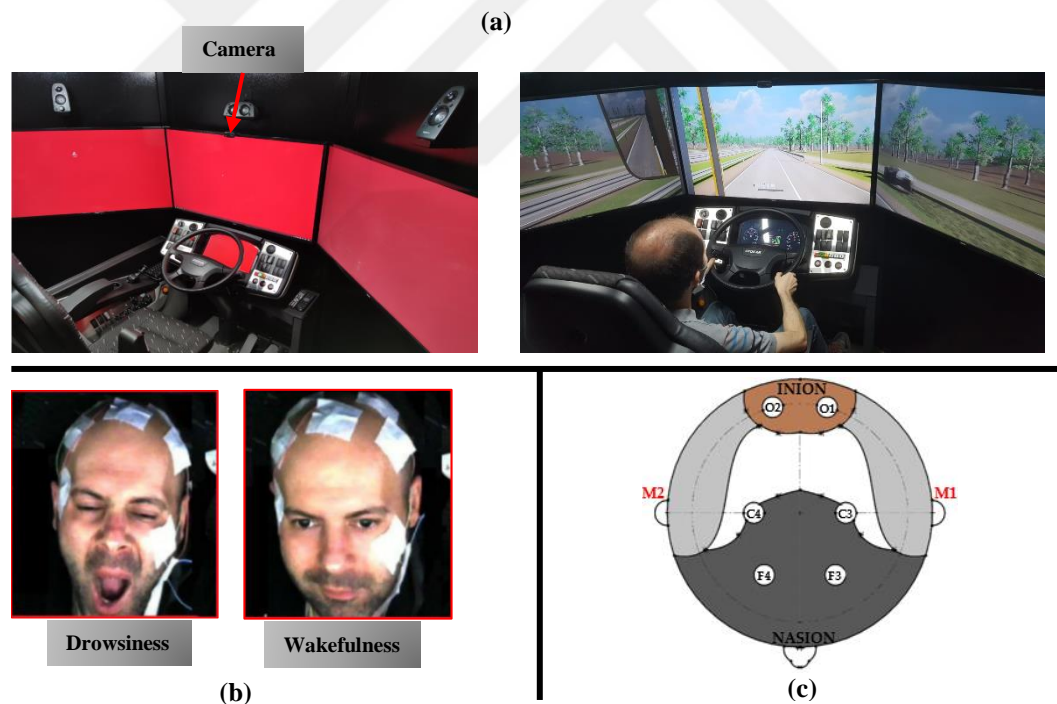 (a)
Camera
INION
O2
O1
M2
M1
C4
C3
F4
F3
NASION
Drowsiness
Wakefulness
(b)
(c)